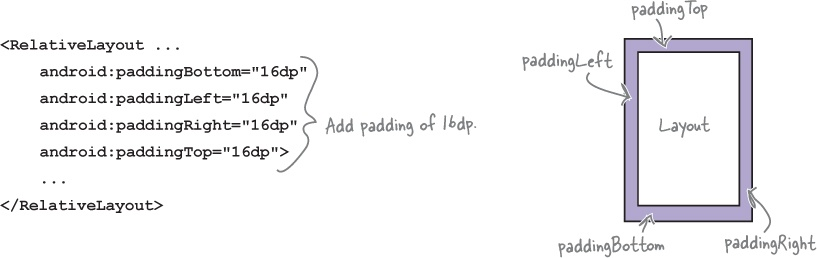 <RelativeLayout ...
android:paddingBottom="16dp"
android:paddingLeft="16dp"
android:paddingRight="16dp"
android:paddingTop="16dp">
...
</RelativeLayout>
Add padding of 16dp.
paddingTop
paddingLeft
Layout
paddingBottom
paddingRight